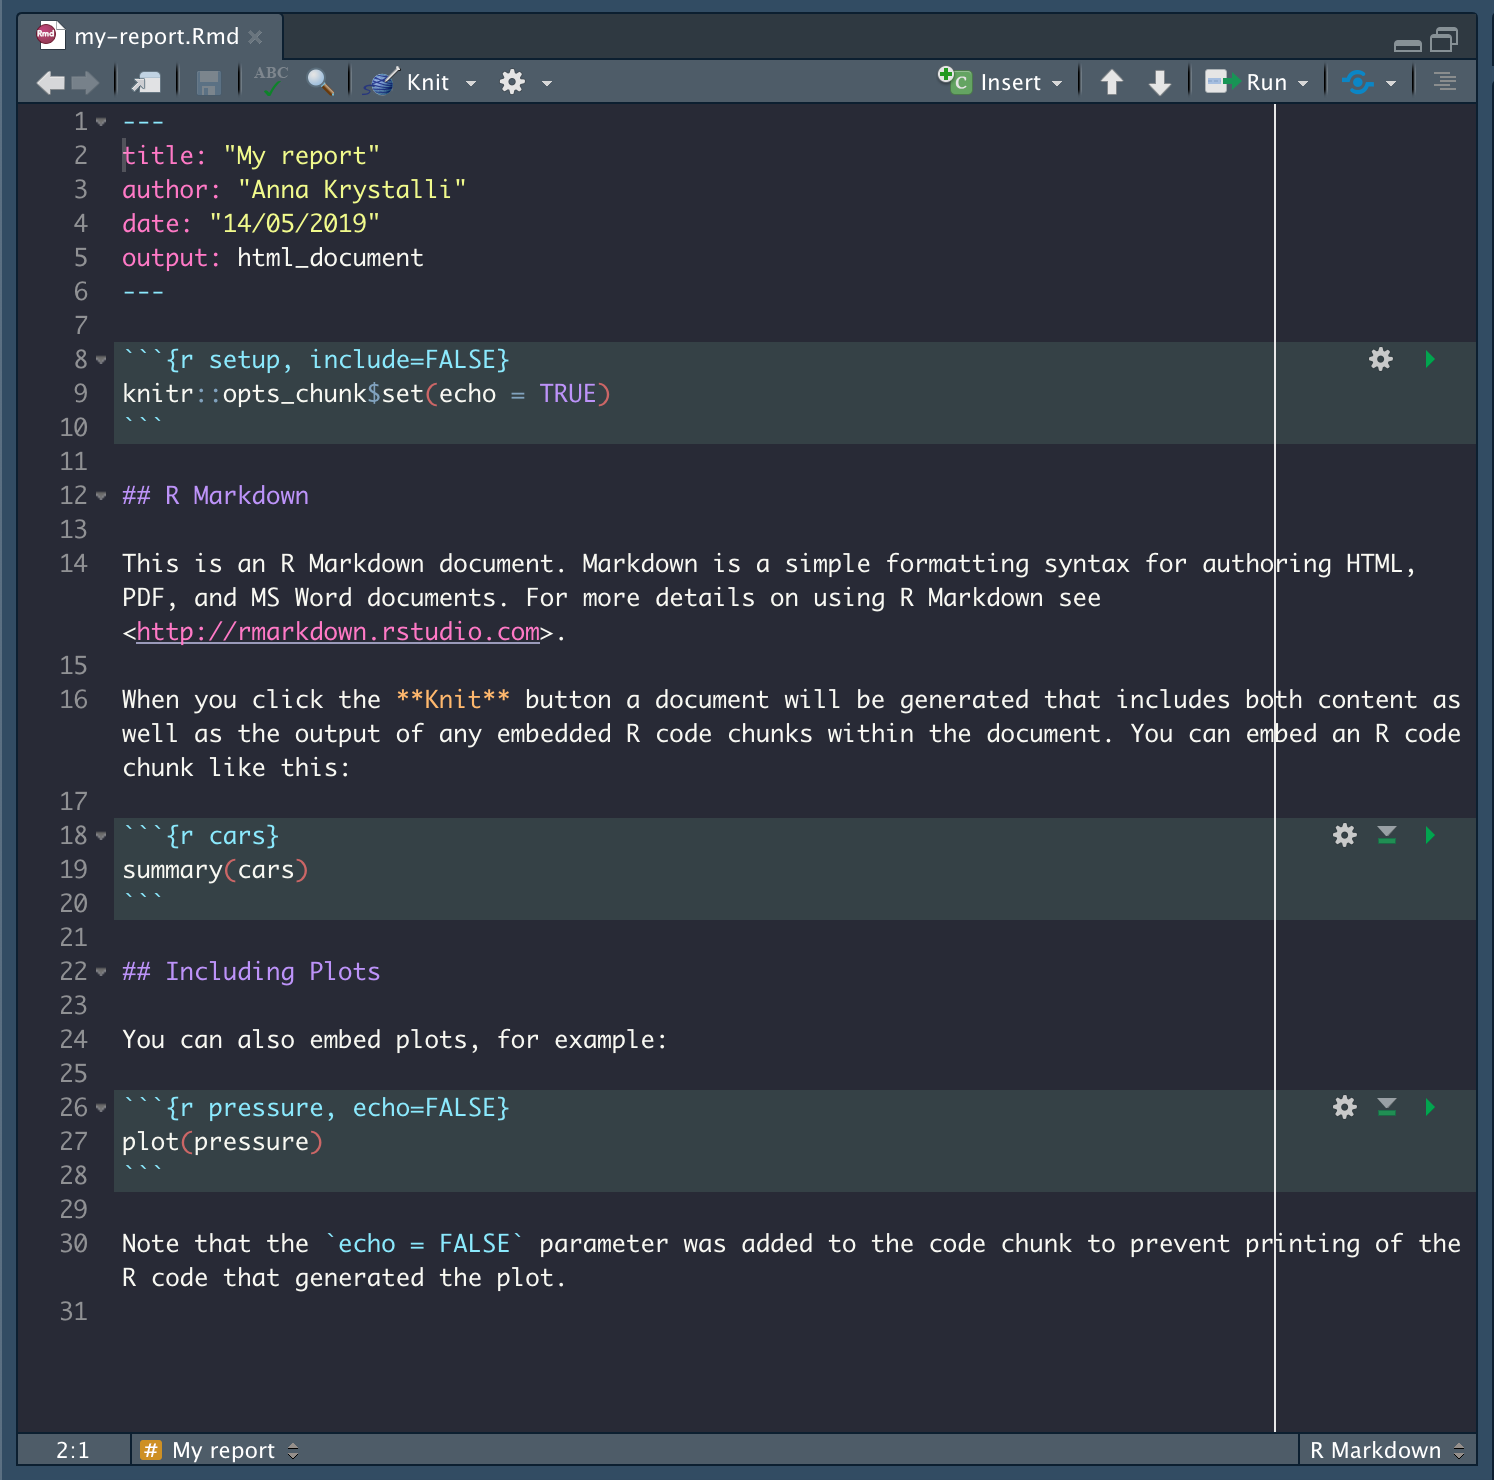 my-report.Rmd
ABC Knit Insert Run
1 ---
2 title: "My report"
3 author: "Anna Krystalli"
4 date: "14/05/2019"
5 output: html_document
6 ---
7
8 ```{r setup, include=FALSE}
9 knitr::opts_chunk$set(echo = TRUE)
10 ```
11
12 ## R Markdown
13
14 This is an R Markdown document. Markdown is a simple formatting syntax for authoring HTML,
PDF, and MS Word documents. For more details on using R Markdown see
<http://rmarkdown.rstudio.com>.
15
16 When you click the **Knit** button a document will be generated that includes both content as
well as the output of any embedded R code chunks within the document. You can embed an R code
chunk like this:
17
18 ```{r cars}
19 summary(cars)
20 ```
21
22 ## Including Plots
23
24 You can also embed plots, for example:
25
26 ```{r pressure, echo=FALSE}
27 plot(pressure)
28 ```
29
30 Note that the `echo = FALSE` parameter was added to the code chunk to prevent printing of the
R code that generated the plot.
31
2:1 # My report R Markdown